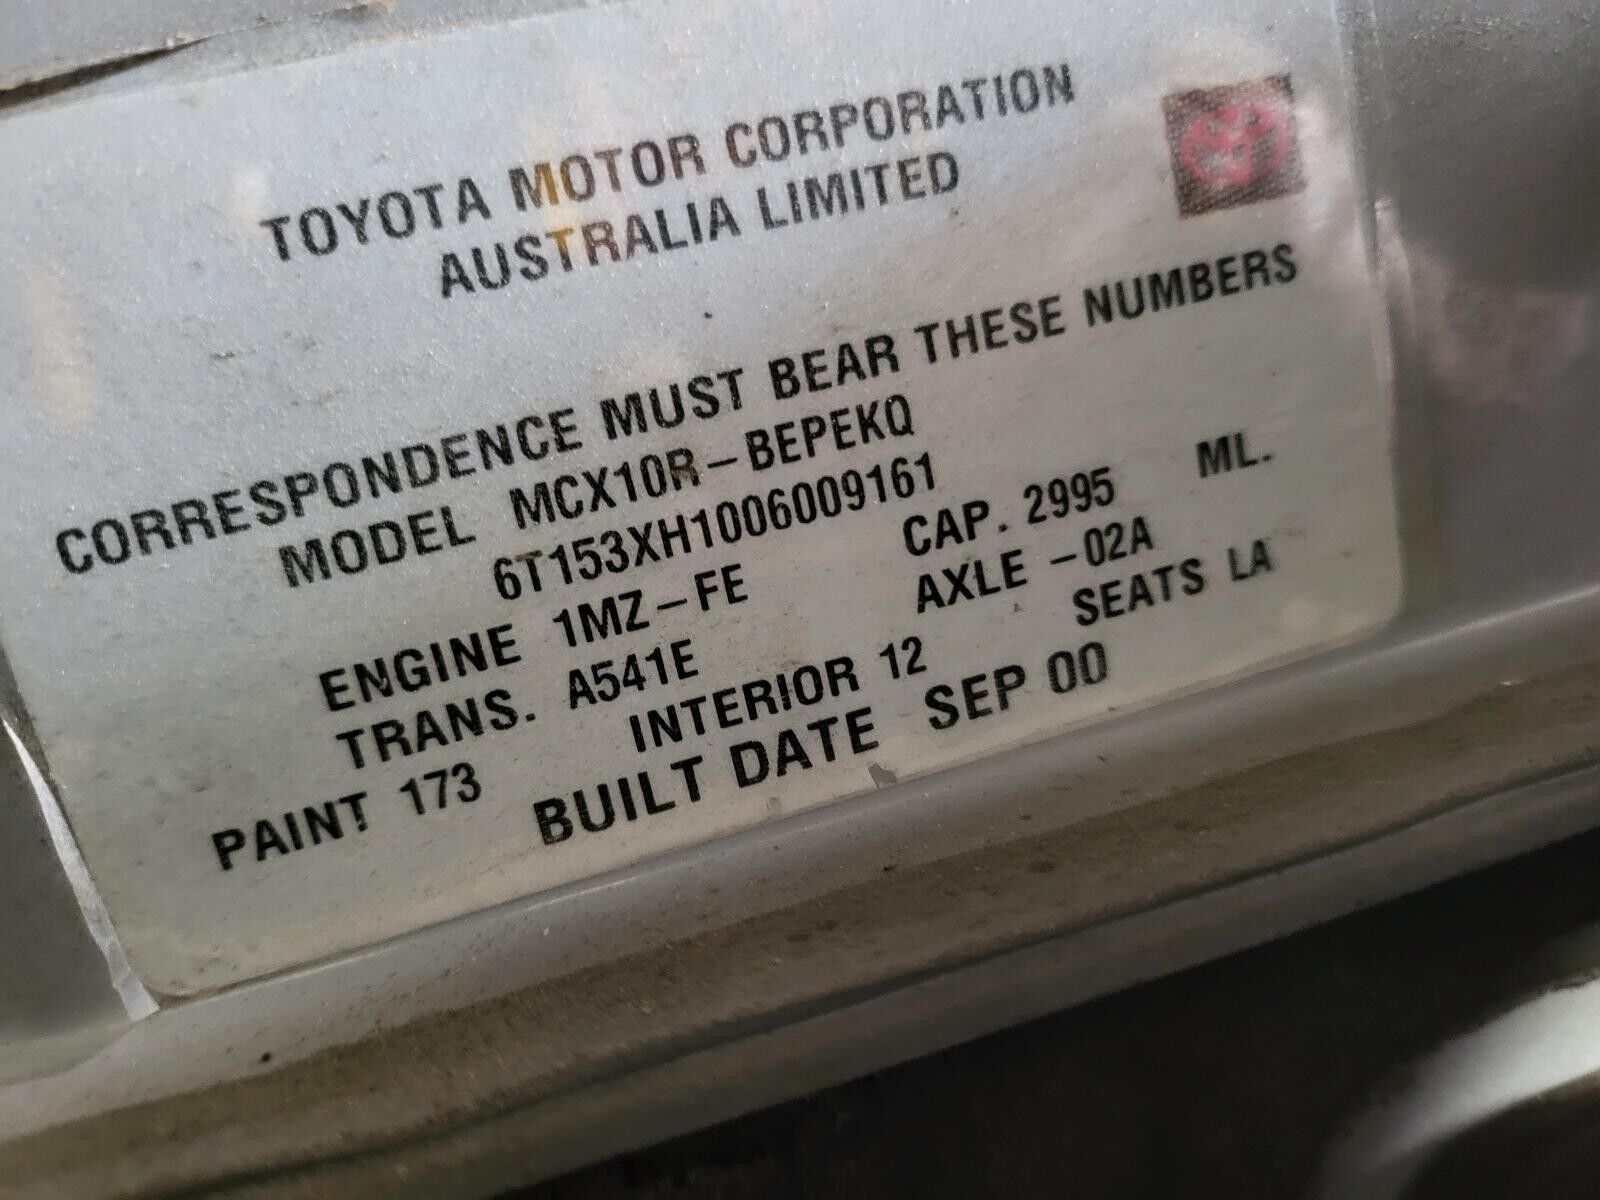 TOYOTA MOTOR CORPORATION
AUSTRALIA LIMITED
CORRESPONDENCE MUST BEAR THESE NUMBERS
MODEL MCX10R-BEPEKQ
6T153XH1006009161
ENGINE 1MZ-FE CAP. 2995 ML.
TRANS. A541E AXLE -02A
PAINT 173 INTERIOR 12 SEATS LA
BUILT DATE SEP 00